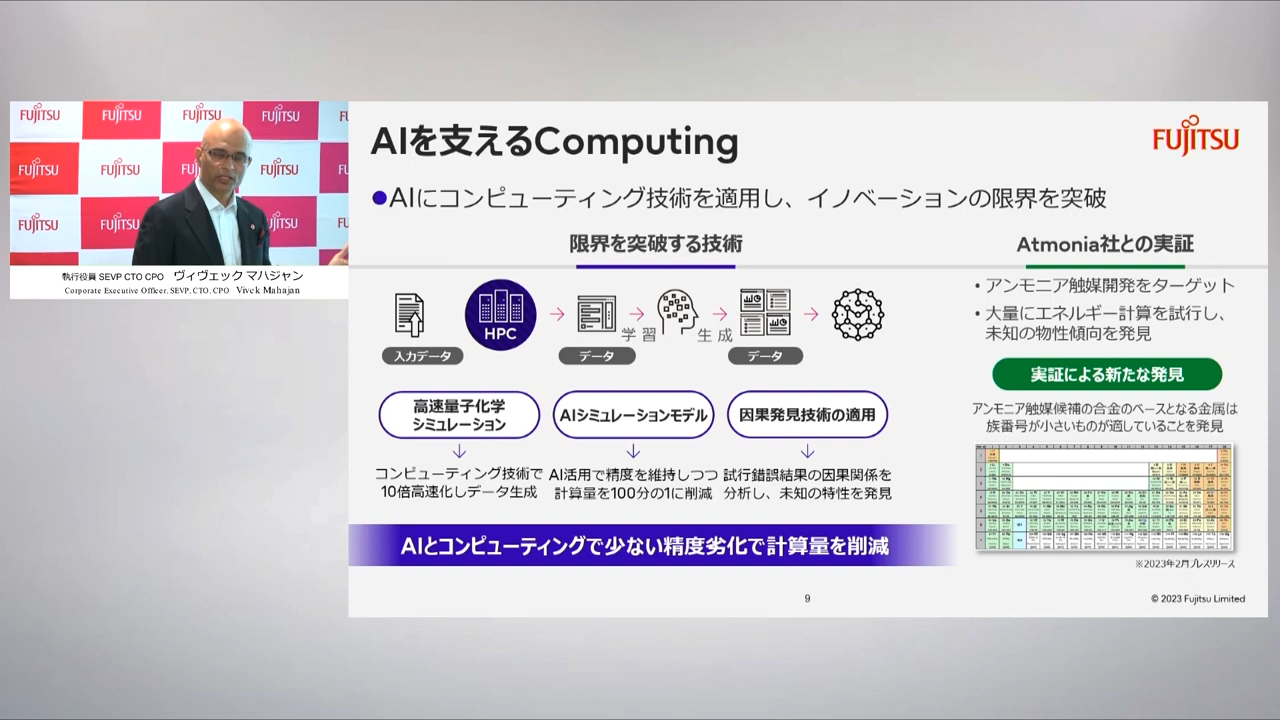 FUJITSU FUJITSU FUJITSU FUJITSU
FUJITSU FUJITSU FUJITSU
FUJITSU FUJITSU FUJITSU
執行役員 SEVP CTO CPO ヴィヴェック マハジャン
Corporate Executive Officer, SEVP, CTO, CPO Vivek Mahajan
AIを支えるComputing
FUJITSU
●AIにコンピューティング技術を適用し、イノベーションの限界を突破
限界を突破する技術
HPC
学習
生成
入力データ
データ
データ
高速量子化学
シミュレーション
AIシミュレーションモデル
因果発見技術の適用
コンピューティング技術で
10倍高速化しデータ生成
AI活用で精度を維持しつつ
計算量を100分の1に削減
試行錯誤結果の因果関係を
分析し、未知の特性を発見
AIとコンピューティングで少ない精度劣化で計算量を削減
Atmonia社との実証
・アンモニア触媒開発をターゲット
・大量にエネルギー計算を試行し、
未知の物性傾向を発見
実証による新たな発見
アンモニア触媒候補の合金のベースとなる金属は
族番号が小さいものが適していることを発見
※2023年2月プレスリリース
9
© 2023 Fujitsu Limited